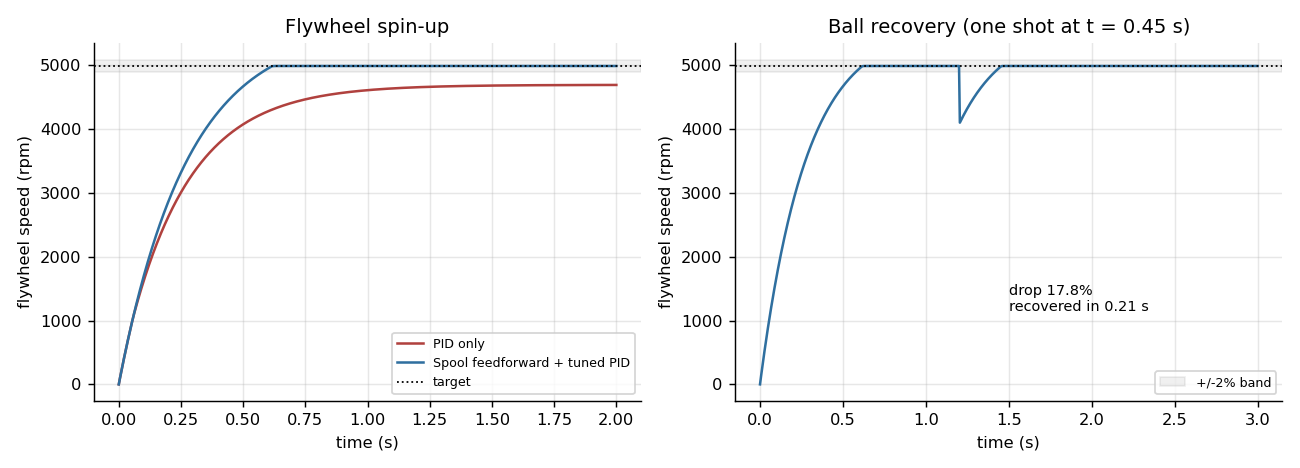 Flywheel spin-up
flywheel speed (rpm)
5000
4000
3000
2000
1000
0
0.00 0.25 0.50 0.75 1.00 1.25 1.50 1.75 2.00
time (s)
PID only
Spool feedforward + tuned PID
target
Ball recovery (one shot at t = 0.45 s)
flywheel speed (rpm)
5000
4000
3000
2000
1000
0
0.0 0.5 1.0 1.5 2.0 2.5 3.0
time (s)
drop 17.8%
recovered in 0.21 s
+/-2% band